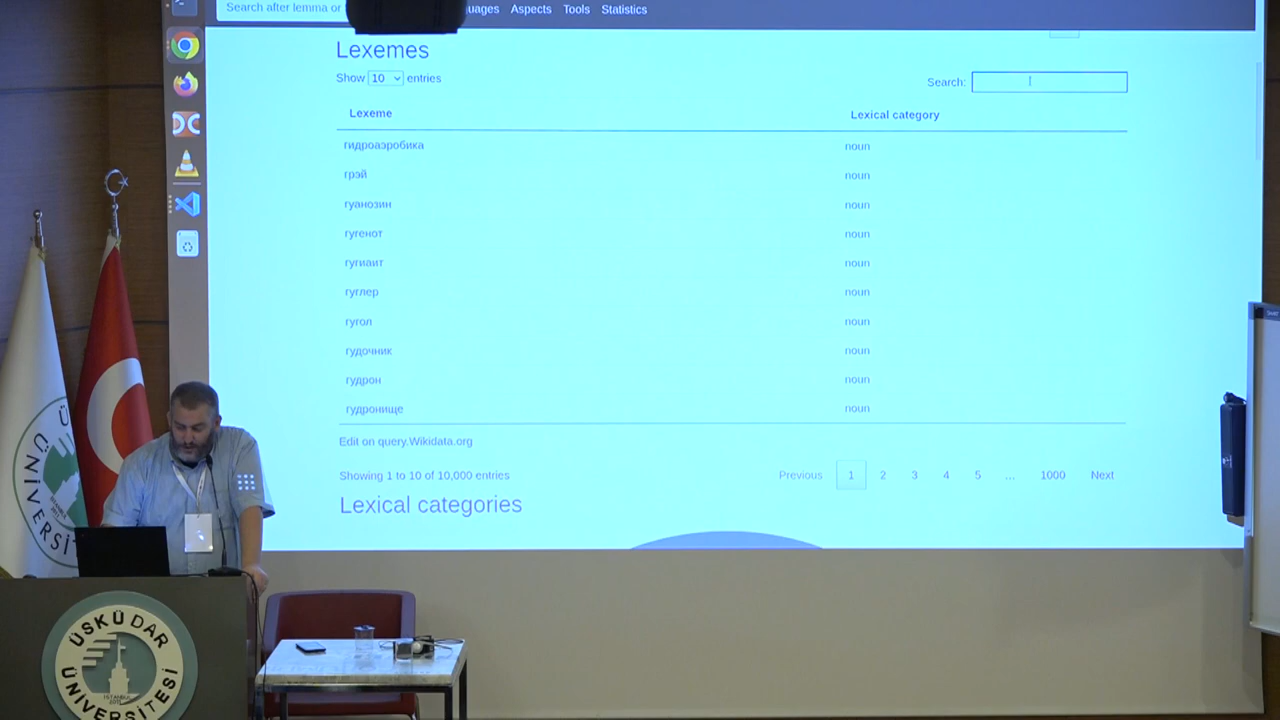 Search after lemma or
uages Aspects Tools Statistics
Lexemes
Show 10 entries
Search:
Lexeme Lexical category
гидроаэробика noun
грэй noun
гуанозин noun
гугенот noun
гугиаит noun
гуглер noun
гугол noun
гудочник noun
гудрон noun
гудронище noun
Edit on query.Wikidata.org
Showing 1 to 10 of 10,000 entries
Previous 1 2 3 4 5 … 1000 Next
Lexical categories
ÜNİVERSİT
ÜSKÜDAR
ÜNİVERSİTESİ
İSTANBUL